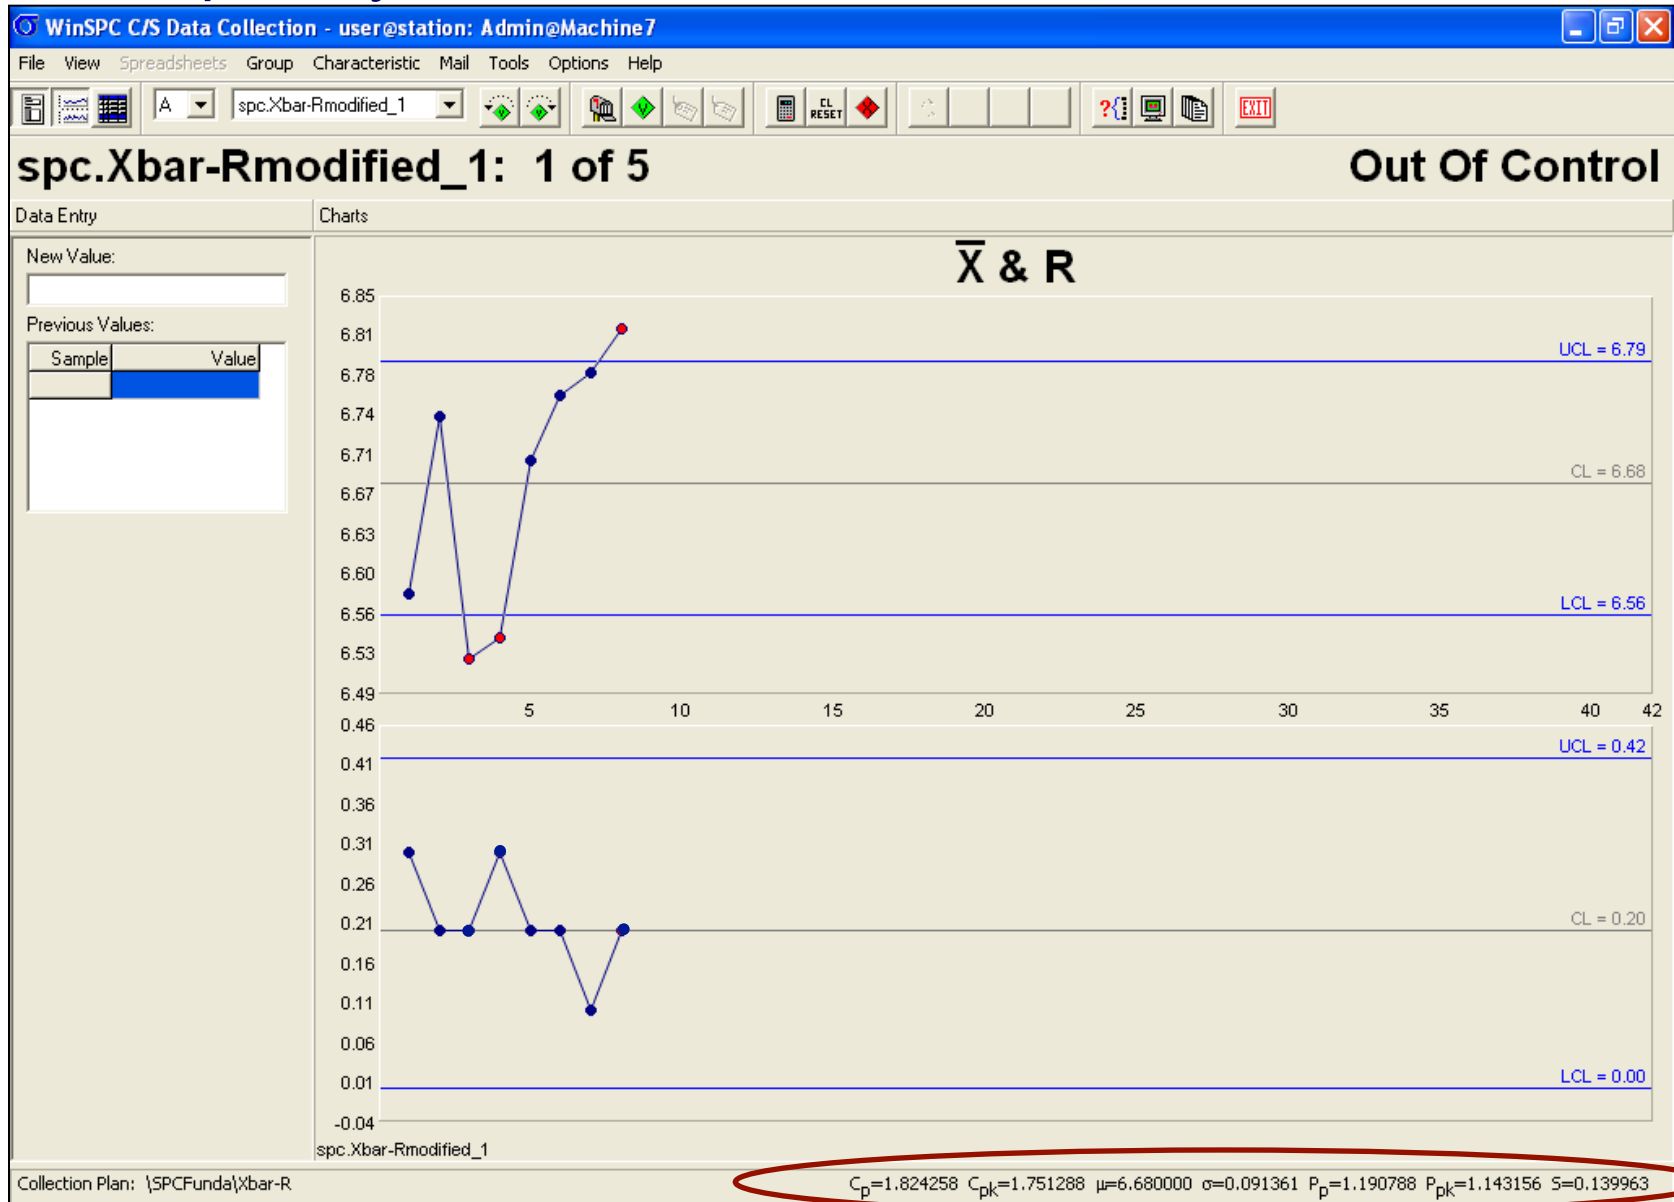 WinSPC C/S Data Collection - user@station: Admin@Machine7
File View Spreadsheets Group Characteristic Mail Tools Options Help
A spc.Xbar-Rmodified_1 CL RESET ?{} EXIT
spc.Xbar-Rmodified_1: 1 of 5 Out Of Control
Data Entry Charts
New Value:
Previous Values:
Sample Value
X̅ & R
6.85
6.81
UCL = 6.79
6.78
6.74
6.71
CL = 6.68
6.67
6.63
6.60
LCL = 6.56
6.56
6.53
6.49
5 10 15 20 25 30 35 40 42
0.46
UCL = 0.42
0.41
0.36
0.31
0.26
CL = 0.20
0.21
0.16
0.11
0.06
LCL = 0.00
0.01
-0.04
spc.Xbar-Rmodified_1
Collection Plan: \SPCFunda\Xbar-R Cp=1.824258 Cpk=1.751288 μ=6.680000 σ=0.091361 Pp=1.190788 Ppk=1.143156 S=0.139963